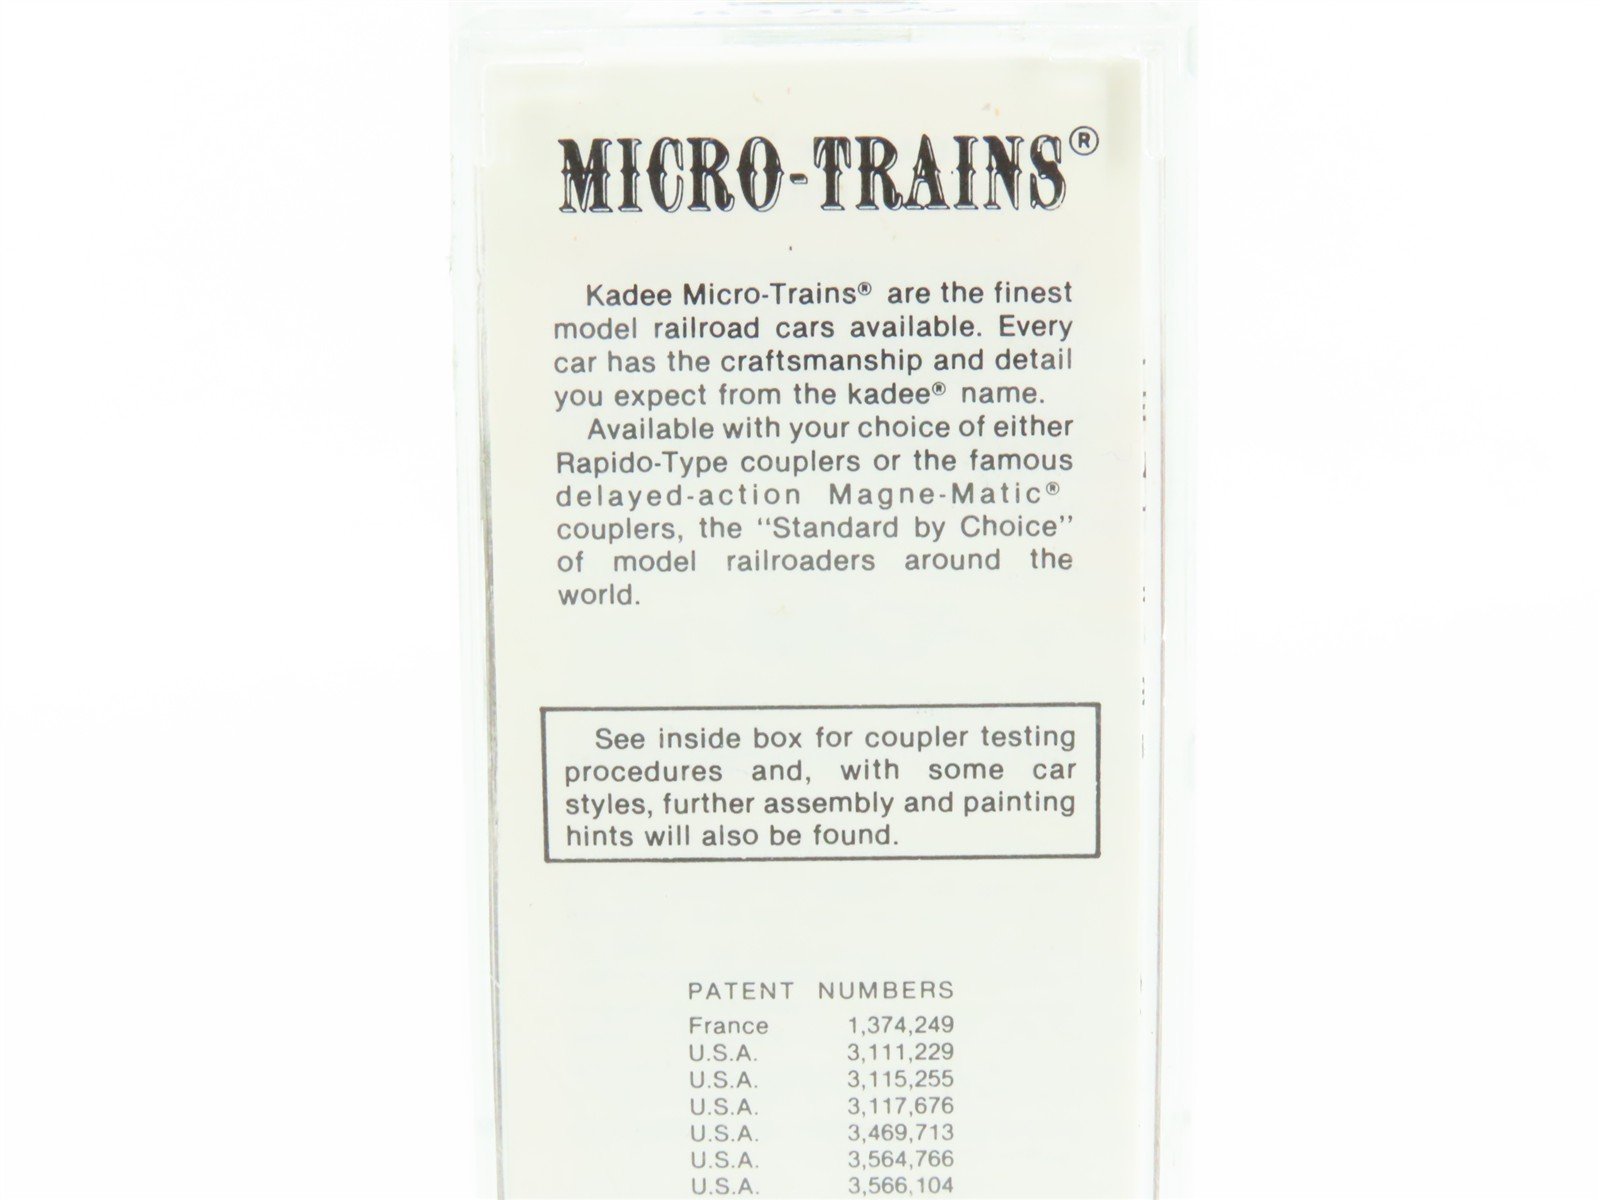 MICRO-TRAINS®
Kadee Micro-Trains® are the finest
model railroad cars available. Every
car has the craftsmanship and detail
you expect from the kadee® name.
Available with your choice of either
Rapido-Type couplers or the famous
delayed-action Magne-Matic®
couplers, the "Standard by Choice"
of model railroaders around the
world.
See inside box for coupler testing
procedures and, with some car
styles, further assembly and painting
hints will also be found.
PATENT NUMBERS
France 1,374,249
U.S.A. 3,111,229
U.S.A. 3,115,255
U.S.A. 3,117,676
U.S.A. 3,469,713
U.S.A. 3,564,766
U.S.A. 3,566,104